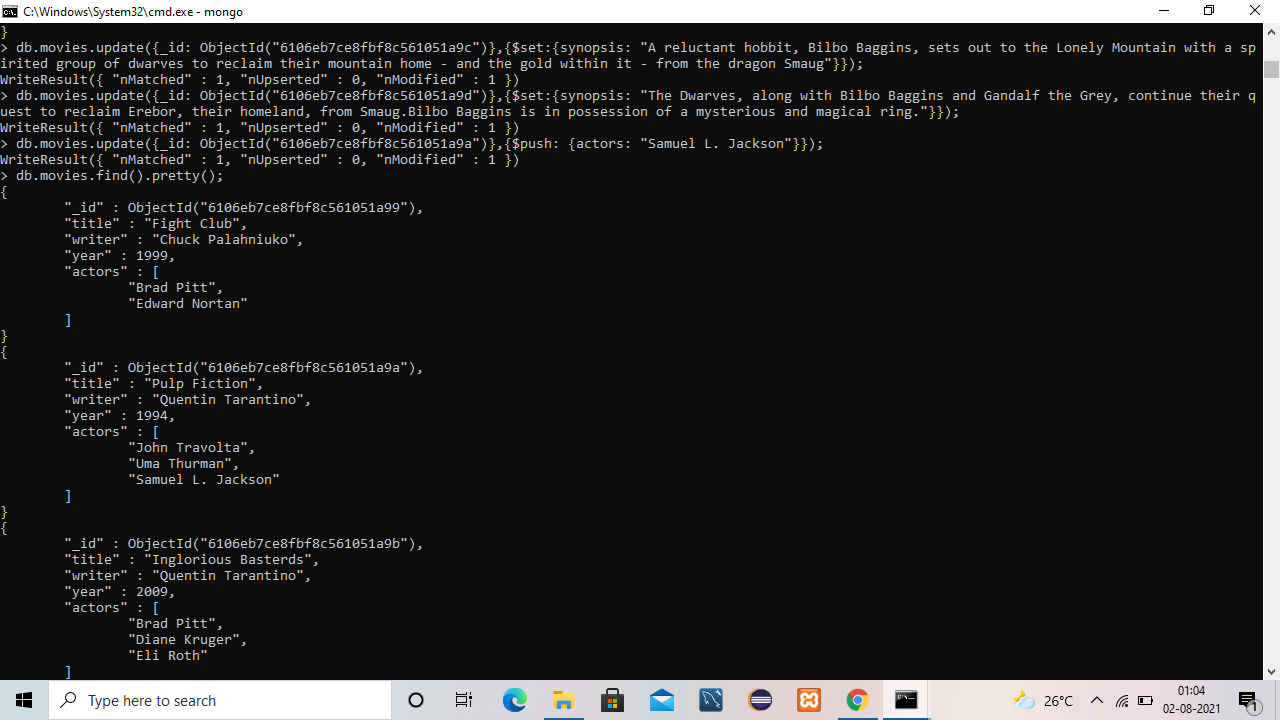 C:\Windows\System32\cmd.exe - mongo
}
> db.movies.update({_id: ObjectId("6106eb7ce8fbf8c561051a9c")},{$set:{synopsis: "A reluctant hobbit, Bilbo Baggins, sets out to the Lonely Mountain with a sp
irited group of dwarves to reclaim their mountain home - and the gold within it - from the dragon Smaug"}});
WriteResult({ "nMatched" : 1, "nUpserted" : 0, "nModified" : 1 })
> db.movies.update({_id: ObjectId("6106eb7ce8fbf8c561051a9d")},{$set:{synopsis: "The Dwarves, along with Bilbo Baggins and Gandalf the Grey, continue their q
uest to reclaim Erebor, their homeland, from Smaug.Bilbo Baggins is in possession of a mysterious and magical ring."}});
WriteResult({ "nMatched" : 1, "nUpserted" : 0, "nModified" : 1 })
> db.movies.update({_id: ObjectId("6106eb7ce8fbf8c561051a9a")},{$push: {actors: "Samuel L. Jackson"}});
WriteResult({ "nMatched" : 1, "nUpserted" : 0, "nModified" : 1 })
> db.movies.find().pretty();
{
"_id" : ObjectId("6106eb7ce8fbf8c561051a99"),
"title" : "Fight Club",
"writer" : "Chuck Palahniuko",
"year" : 1999,
"actors" : [
"Brad Pitt",
"Edward Nortan"
]
}
{
"_id" : ObjectId("6106eb7ce8fbf8c561051a9a"),
"title" : "Pulp Fiction",
"writer" : "Quentin Tarantino",
"year" : 1994,
"actors" : [
"John Travolta",
"Uma Thurman",
"Samuel L. Jackson"
]
}
{
"_id" : ObjectId("6106eb7ce8fbf8c561051a9b"),
"title" : "Inglorious Basterds",
"writer" : "Quentin Tarantino",
"year" : 2009,
"actors" : [
"Brad Pitt",
"Diane Kruger",
"Eli Roth"
]
Type here to search
26°C
01:04
02-08-2021
1